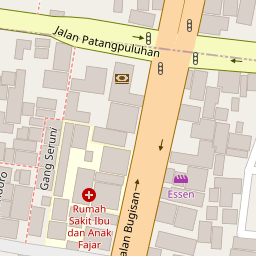 Jalan Patangpuluhan
Gang Seruni
Essen
Rumah
Sakit Ibu
dan Anak
Fajar
Jalan Bugisan